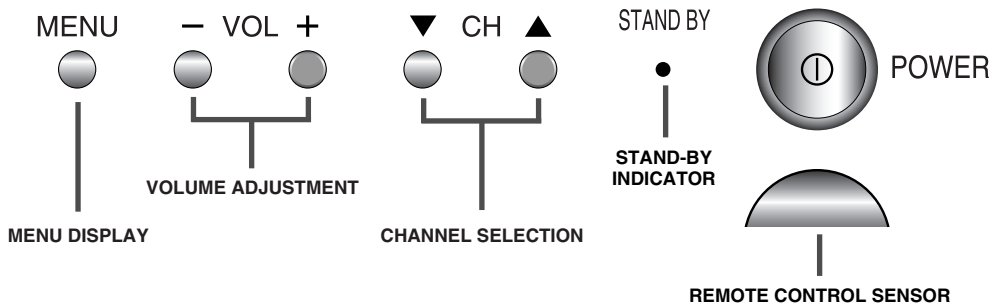 MENU
− VOL +
▼ CH ▲
STAND BY
POWER
STAND-BY
INDICATOR
VOLUME ADJUSTMENT
MENU DISPLAY
CHANNEL SELECTION
REMOTE CONTROL SENSOR